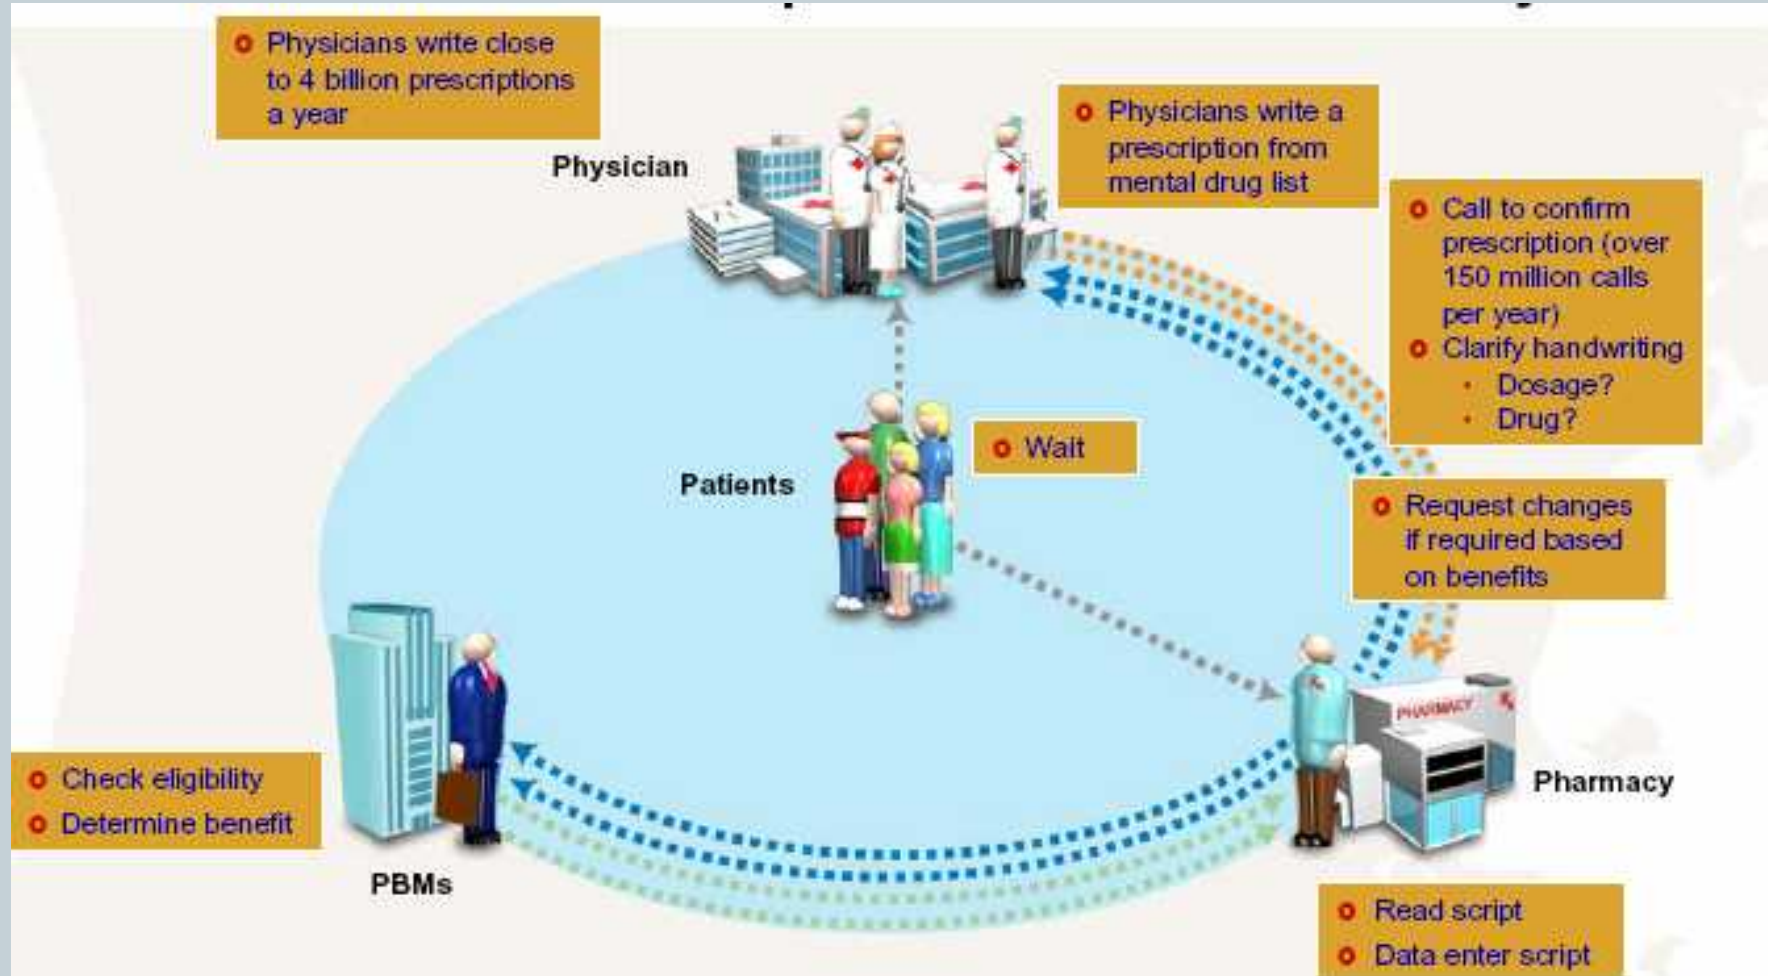 Physicians write close
to 4 billion prescriptions
a year
Physician
Physicians write a
prescription from
mental drug list
Call to confirm
prescription (over
150 million calls
per year)
Clarify handwriting
Dosage?
Drug?
Wait
Patients
Request changes
if required based
on benefits
PHARMACY
Pharmacy
Check eligibility
Determine benefit
PBMs
Read script
Data enter script